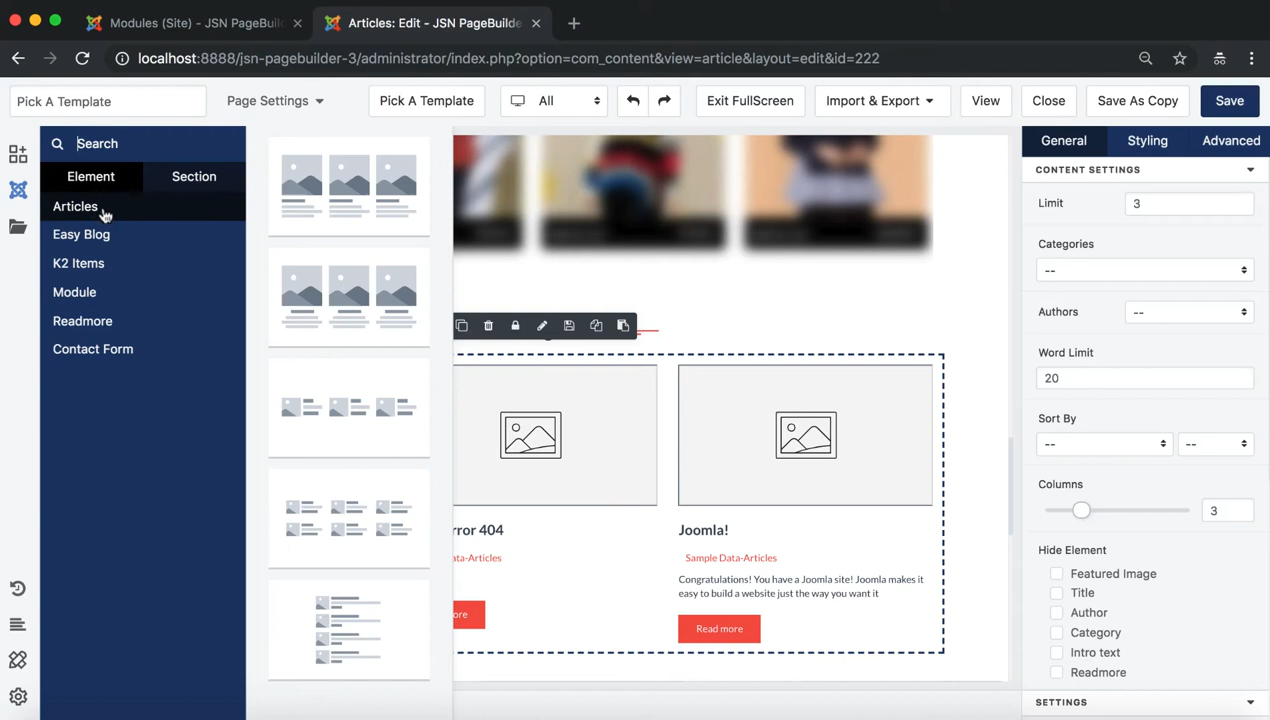 Modules (Site) - JSN PageBuil
Articles: Edit - JSN PageBuilde
localhost:8888/jsn-pagebuilder-3/administrator/index.php?option=com_content&view=article&layout=edit&id=222
Pick A Template
Page Settings
Pick A Template
All
Exit FullScreen
Import & Export
View
Close
Save As Copy
Save
Search
Element
Section
Articles
Easy Blog
K2 Items
Module
Readmore
Contact Form
rror 404
ata-Articles
ore
Joomla!
Sample Data-Articles
Congratulations! You have a Joomla site! Joomla makes it
easy to build a website just the way you want it
Read more
General
Styling
Advanced
CONTENT SETTINGS
Limit
3
Categories
--
Authors
--
Word Limit
20
Sort By
--
--
Columns
3
Hide Element
Featured Image
Title
Author
Category
Intro text
Readmore
SETTINGS